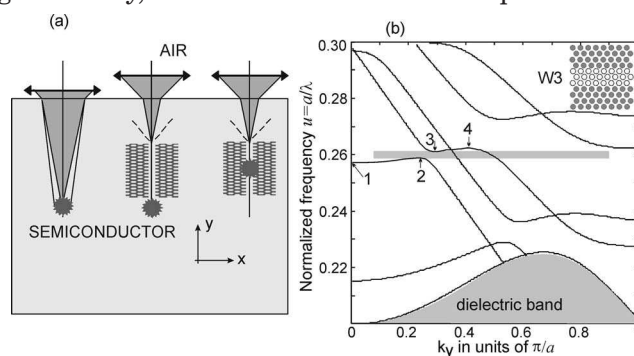 (a)
AIR
SEMICONDUCTOR
y
x
(b)
Normalized frequency u=a/λ
0.30
0.28
0.26
0.24
0.22
W3
1
2
3
4
dielectric band
0
0.2
0.4
0.6
0.8
k_y in units of π/a